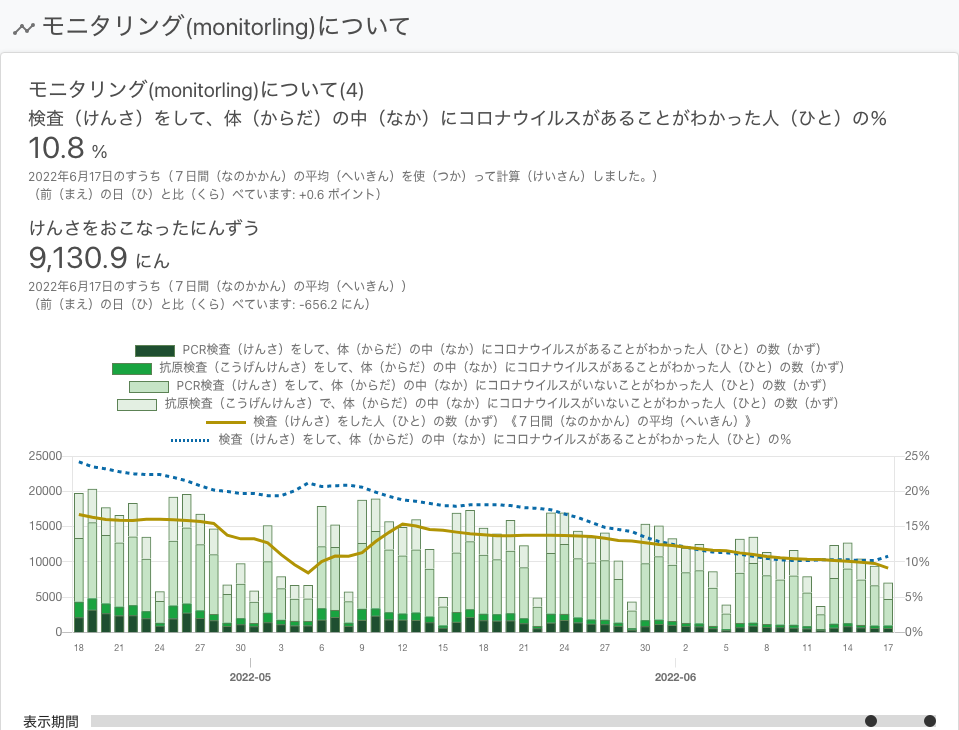 モニタリング(monitorling)について
モニタリング(monitorling)について(4)
検査（けんさ）をして、体（からだ）の中（なか）にコロナウイルスがあることがわかった人（ひと）の%
10.8 %
2022年6月17日のすうち（７日間（なのかかん）の平均（へいきん）を使（つか）って計算（けいさん）しました。）
（前（まえ）の日（ひ）と比（くら）べています: +0.6 ポイント）
けんさをおこなったにんずう
9,130.9 にん
2022年6月17日のすうち（７日間（なのかかん）の平均（へいきん））
（前（まえ）の日（ひ）と比（くら）べています: -656.2 にん）
PCR検査（けんさ）をして、体（からだ）の中（なか）にコロナウイルスがあることがわかった人（ひと）の数（かず）
抗原検査（こうげんけんさ）をして、体（からだ）の中（なか）にコロナウイルスがあることがわかった人（ひと）の数（かず）
PCR検査（けんさ）をして、体（からだ）の中（なか）にコロナウイルスがいないことがわかった人（ひと）の数（かず）
抗原検査（こうげんけんさ）で、体（からだ）の中（なか）にコロナウイルスがいないことがわかった人（ひと）の数（かず）
検査（けんさ）をした人（ひと）の数（かず）《７日間（なのかかん）の平均（へいきん）》
検査（けんさ）をして、体（からだ）の中（なか）にコロナウイルスがあることがわかった人（ひと）の%
25000 25%
20000 20%
15000 15%
10000 10%
5000 5%
0 0%
18 21 24 27 30 3 6 9 12 15 18 21 24 27 30 2 5 8 11 14 17
2022-05 2022-06
表示期間